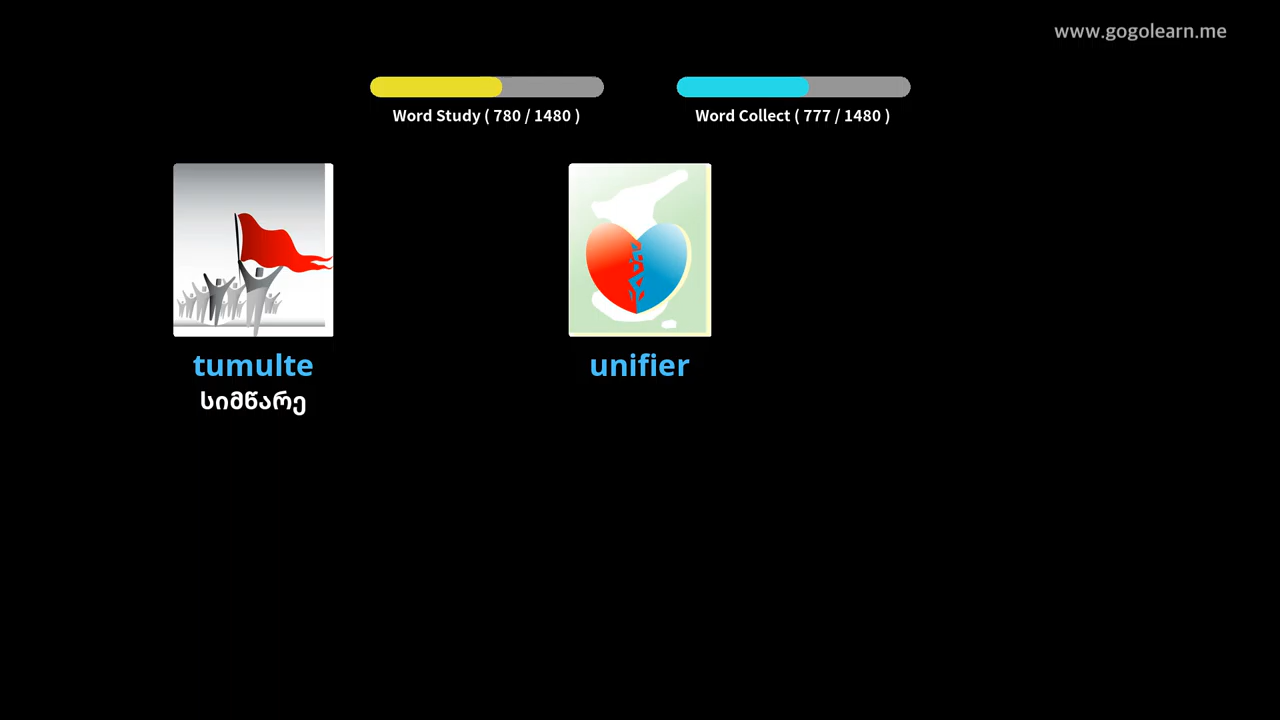 www.gogolearn.me
Word Study ( 780 / 1480 )
Word Collect ( 777 / 1480 )
tumulte
სიმწარე
unifier